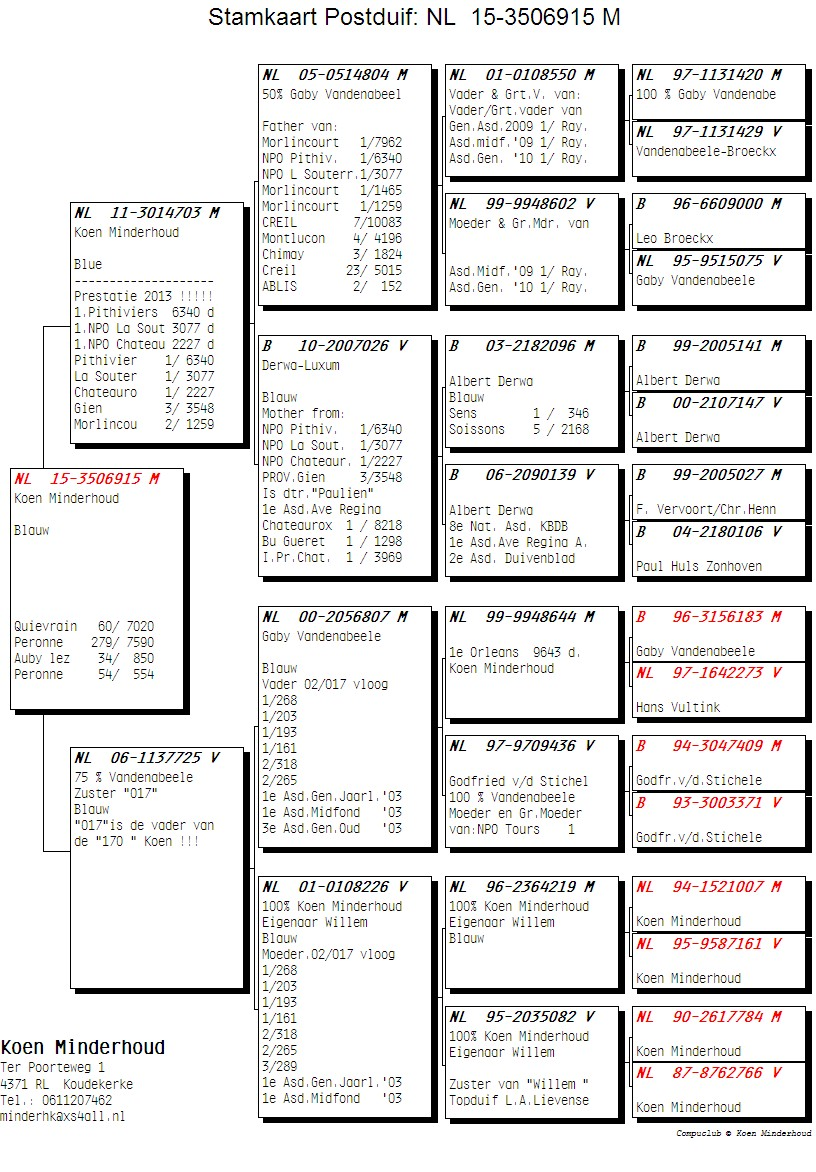 Stamkaart Postduif: NL  15-3506915 M
NL  15-3506915 M
Koen Minderhoud
Blauw
Quievrain   60/ 7020
Peronne    279/ 7590
Auby lez    34/  850
Peronne     54/  554
NL  11-3014703 M
Koen Minderhoud
Blue
--------------------
Prestatie 2013 !!!!!
1.Pithiviers  6340 d
1.NPO La Sout 3077 d
1.NPO Chateau 2227 d
Pithivier    1/ 6340
La Souter    1/ 3077
Chateauro    1/ 2227
Gien         3/ 3548
Morlincou    2/ 1259
NL  06-1137725 V
75 % Vandenabeele
Zuster "017"
Blauw
"017"is de vader van
de "170 " Koen !!!
NL  05-0514804 M
50% Gaby Vandenabeel
Father van:
Morlincourt   1/7962
NPO Pithiv.   1/6340
NPO L Souterr.1/3077
Morlincourt   1/1465
Morlincourt   1/1259
CREIL        7/10083
Montlucon    4/ 4196
Chimay       3/ 1824
Creil       23/ 5015
ABLIS        2/  152
B   10-2007026 V
Derwa-Luxum
Blauw
Mother from:
NPO Pithiv.   1/6340
NPO La Sout.  1/3077
NPO Chateaur. 1/2227
PROV.Gien     3/3548
Is dtr."Paulien"
1e Asd.Ave Regina
Chateaurox  1 / 8218
Bu Gueret   1 / 1298
I.Pr.Chat.  1 / 3969
NL  00-2056807 M
Gaby Vandenabeele
Blauw
Vader 02/017 vloog
1/268
1/203
1/193
1/161
2/318
2/265
1e Asd.Gen.Jaarl.'03
1e Asd.Midfond   '03
3e Asd.Gen.Oud   '03
NL  01-0108226 V
100% Koen Minderhoud
Eigenaar Willem
Blauw
Moeder.02/017 vloog
1/268
1/203
1/193
1/161
2/318
2/265
3/289
1e Asd.Gen.Jaarl.'03
1e Asd.Midfond   '03
NL  01-0108550 M
Vader & Grt.V. van:
Vader/Grt.vader van
Gen.Asd.2009 1/ Ray.
Asd.midf.'09 1/ Ray.
Asd.Gen. '10 1/ Ray.
NL  99-9948602 V
Moeder & Gr.Mdr. van
Asd.Midf.'09 1/ Ray.
Asd.Gen. '10 1/ Ray.
B   03-2182096 M
Albert Derwa
Blauw
Sens        1 /  346
Soissons    5 / 2168
B   06-2090139 V
Albert Derwa
8e Nat. Asd. KBDB
1e Asd.Ave Regina A.
2e Asd. Duivenblad
NL  99-9948644 M
1e Orleans  9643 d.
Koen Minderhoud
NL  97-9709436 V
Godfried v/d Stichel
100 % Vandenabeele
Moeder en Gr.Moeder
van:NPO Tours    1
NL  96-2364219 M
100% Koen Minderhoud
Eigenaar Willem
Blauw
NL  95-2035082 V
100% Koen Minderhoud
Eigenaar Willem
Zuster van "Willem "
Topduif L.A.Lievense
NL  97-1131420 M
100 % Gaby Vandenabe
NL  97-1131429 V
Vandenabeele-Broeckx
B   96-6609000 M
Leo Broeckx
NL  95-9515075 V
Gaby Vandenabeele
B   99-2005141 M
Albert Derwa
B   00-2107147 V
Albert Derwa
B   99-2005027 M
F. Vervoort/Chr.Henn
B   04-2180106 V
Paul Huls Zonhoven
B   96-3156183 M
Gaby Vandenabeele
NL  97-1642273 V
Hans Vultink
B   94-3047409 M
Godfr.v/d.Stichele
B   93-3003371 V
Godfr.v/d.Stichele
NL  94-1521007 M
Koen Minderhoud
NL  95-9587161 V
Koen Minderhoud
NL  90-2617784 M
Koen Minderhoud
NL  87-8762766 V
Koen Minderhoud
Koen Minderhoud
Ter Poorteweg 1
4371 RL  Koudekerke
Tel.: 0611207462
minderhk@xs4all.nl
Compuclub © Koen Minderhoud